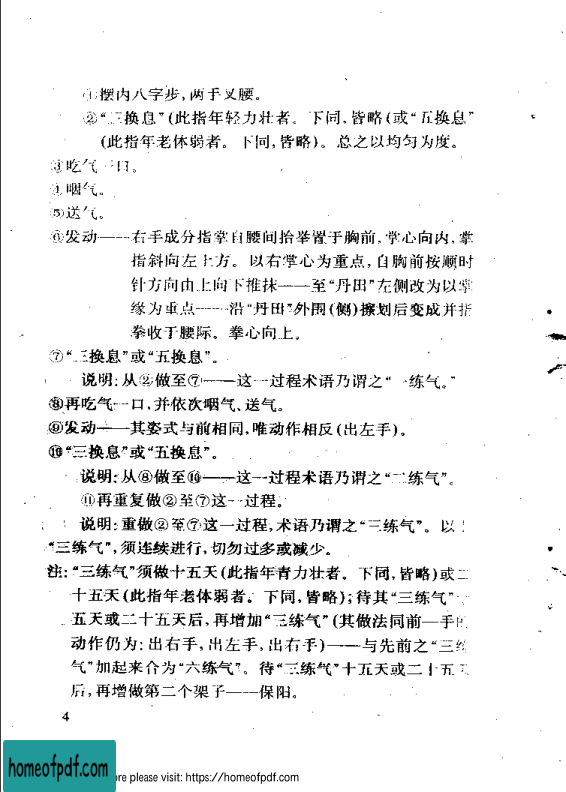 ①摆内八字步,两手叉腰。
②“三换息”(此指年轻力壮者。下同,皆略(或“五换息”
(此指年老体弱者。下同,皆略)。总之以均匀为度。
③吃气一口。
④咽气。
⑤送气。
⑥发动——右手成分指掌自腰间抬举置于胸前,掌心向内,掌
指斜向左上方。以右掌心为重点,自胸前按顺时
针方向由上向下推抹——至“丹田”左侧改为以掌
缘为重点——沿“丹田”外围(侧)擦划后变成并指
拳收于腰际。拳心向上。
⑦“三换息”或“五换息”。
说明:从②做至⑦——这一过程术语乃谓之“一练气。”
⑧再吃气一口,并依次咽气、送气。
⑨发动——其姿式与前相同,唯动作相反(出左手)。
⑩“三换息”或“五换息”。
说明:从⑧做至⑩——这一过程术语乃谓之“二练气”。
⑪再重复做②至⑦这一过程。
说明:重做②至⑦这一过程,术语乃谓之“三练气”。以
“三练气”,须连续进行,切勿过多或减少。
注:“三练气”须做十五天(此指年青力壮者。下同,皆略)或二
十五天(此指年老体弱者。下同,皆略);待其“三练气”
五天或二十五天后,再增加“三练气”(其做法同前—手
动作仍为:出右手,出左手,出右手)——与先前之“三练
气”加起来合为“六练气”。待“三练气”十五天或二十五天
后,再增做第二个架子——保阳。
4
homeofpdf.com
ore please visit: https://homeofpdf.com